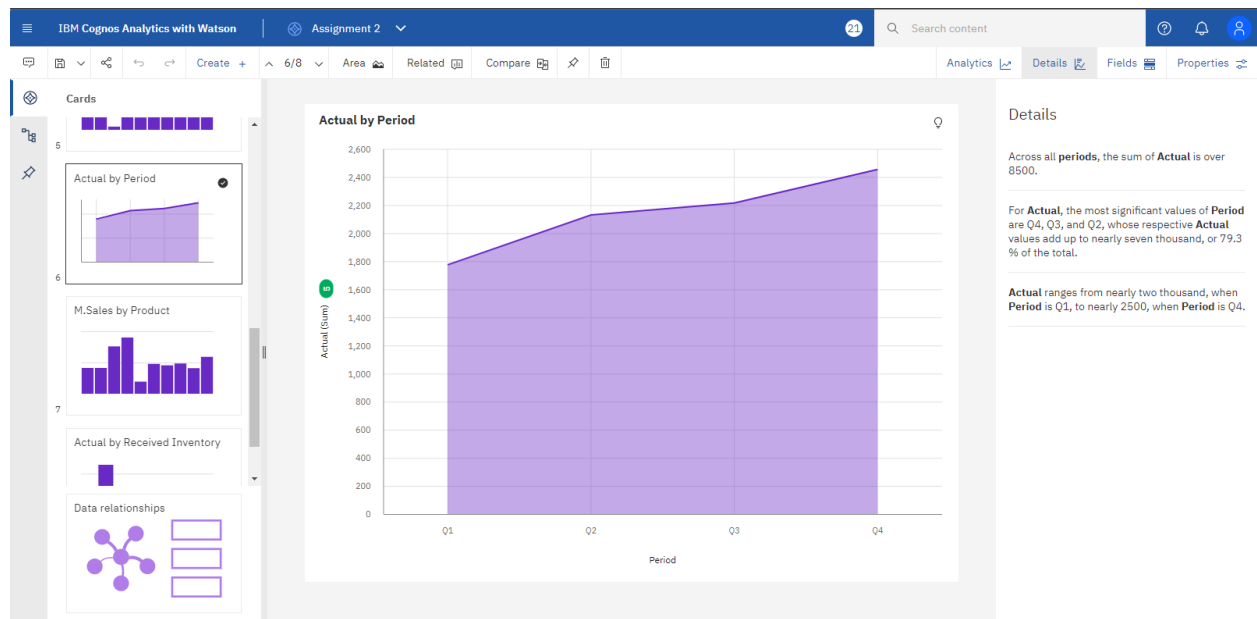 IBM Cognos Analytics with Watson
Assignment 2
21
Search content
Create +
6/8
Area
Related
Compare
Analytics
Details
Fields
Properties
Cards
5
Actual by Period
6
M.Sales by Product
7
Actual by Received Inventory
Data relationships
Actual by Period
2,600
2,400
2,200
2,000
1,800
1,600
1,400
1,200
1,000
800
600
400
200
0
Actual (Sum)
Q1
Q2
Q3
Q4
Period
Details
Across all periods, the sum of Actual is over
8500.
For Actual, the most significant values of Period
are Q4, Q3, and Q2, whose respective Actual
values add up to nearly seven thousand, or 79.3
% of the total.
Actual ranges from nearly two thousand, when
Period is Q1, to nearly 2500, when Period is Q4.